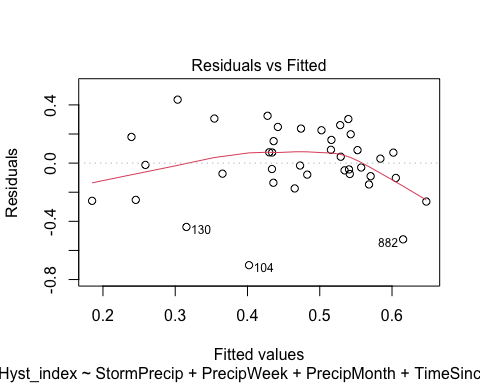 Residuals vs Fitted
Residuals
0.4
0.0
-0.4
-0.8
130
104
882
0.2 0.3 0.4 0.5 0.6
Fitted values
Hyst_index ~ StormPrecip + PrecipWeek + PrecipMonth + TimeSinc